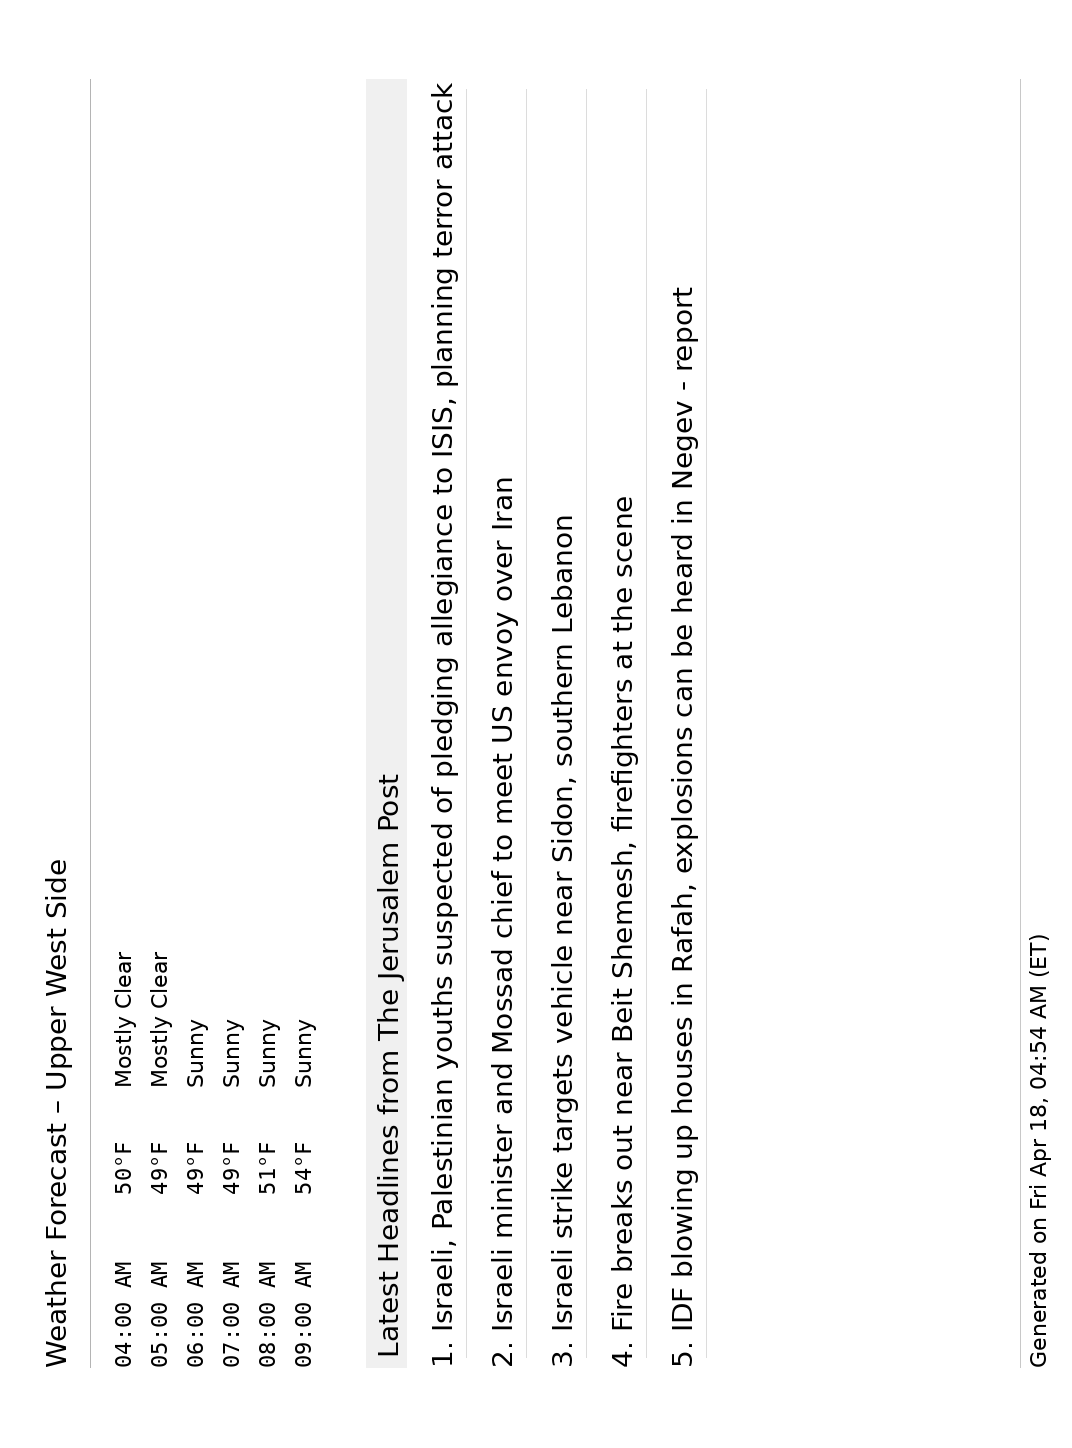 Weather Forecast – Upper West Side
04:00 AM 50°F Mostly Clear
05:00 AM 49°F Mostly Clear
06:00 AM 49°F Sunny
07:00 AM 49°F Sunny
08:00 AM 51°F Sunny
09:00 AM 54°F Sunny
Latest Headlines from The Jerusalem Post
1. Israeli, Palestinian youths suspected of pledging allegiance to ISIS, planning terror attack
2. Israeli minister and Mossad chief to meet US envoy over Iran
3. Israeli strike targets vehicle near Sidon, southern Lebanon
4. Fire breaks out near Beit Shemesh, firefighters at the scene
5. IDF blowing up houses in Rafah, explosions can be heard in Negev - report
Generated on Fri Apr 18, 04:54 AM (ET)